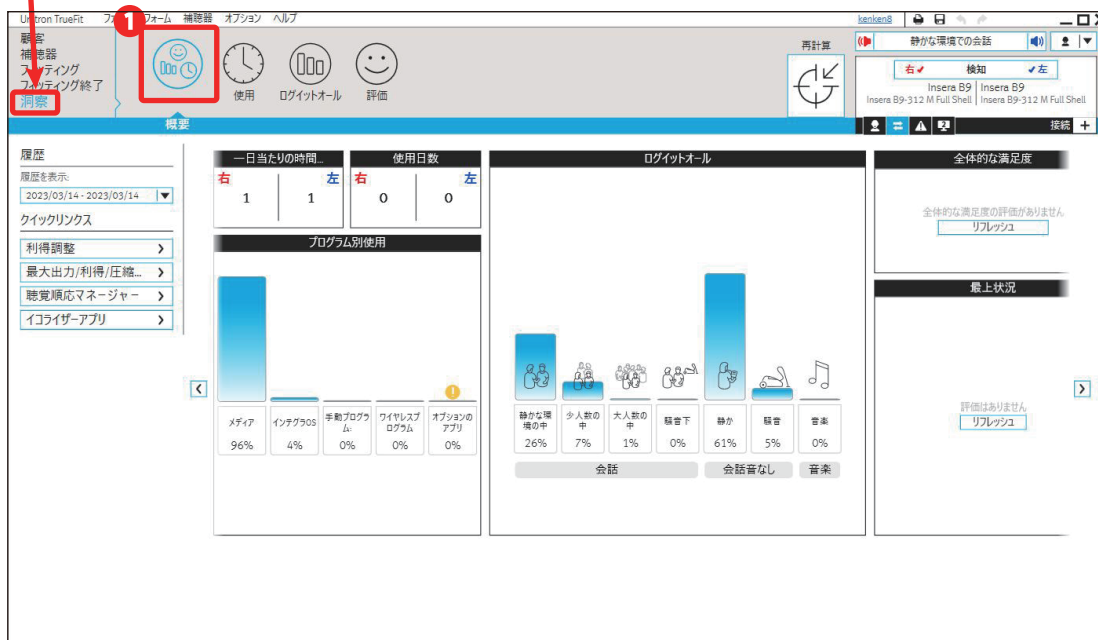 Unitron TrueFit フォームフォーム 補聴器 オプション ヘルプ
kenken8
1
顧客
補聴器
フィッティング
フィッティング終了
洞察
使用
ログイットオール
評価
概要
再計算
静かな環境での会話
右 検知 左
Insera B9 Insera B9
Insera B9-312 M Full Shell Insera B9-312 M Full Shell
接続
履歴
履歴を表示:
2023/03/14 - 2023/03/14
クイックリンクス
利得調整
最大出力/利得/圧縮...
聴覚順応マネージャー
イコライザーアプリ
一日当たりの時間...
右 左
1 1
使用日数
右 左
0 0
プログラム別使用
メディア
96%
インテグラOS
4%
手動プログラム:
0%
ワイヤレスプログラム
0%
オプションのアプリ
0%
ログイットオール
静かな環境の中
26%
少人数の中
7%
大人数の中
1%
騒音下
0%
静か
61%
騒音
5%
音楽
0%
会話 会話音なし 音楽
全体的な満足度
全体的な満足度の評価がありません
リフレッシュ
最上状況
評価はありません
リフレッシュ